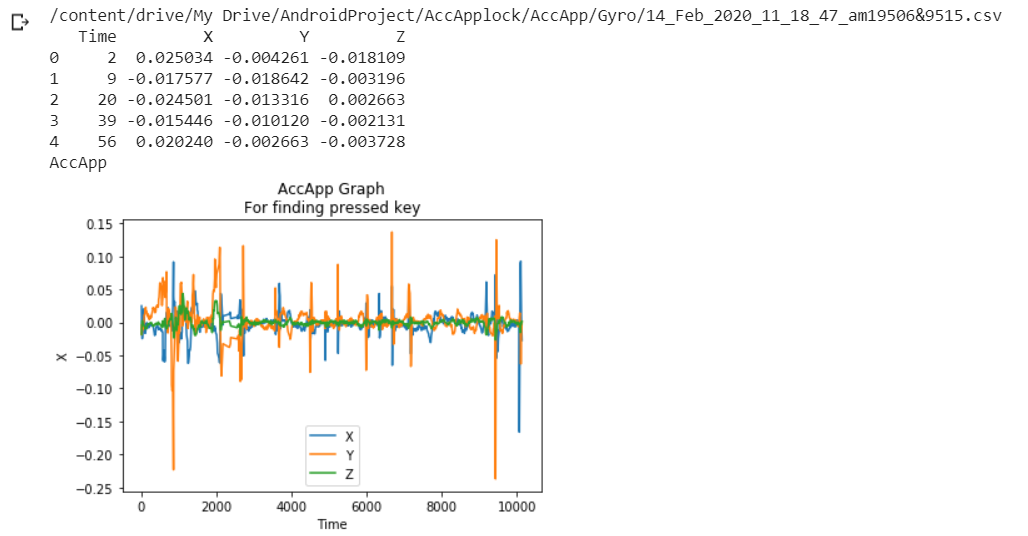 /content/drive/My Drive/AndroidProject/AccApplock/AccApp/Gyro/14_Feb_2020_11_18_47_am19506&9515.csv
Time X Y Z
0 2 0.025034 -0.004261 -0.018109
1 9 -0.017577 -0.018642 -0.003196
2 20 -0.024501 -0.013316 0.002663
3 39 -0.015446 -0.010120 -0.002131
4 56 0.020240 -0.002663 -0.003728
AccApp
AccApp Graph
For finding pressed key
0.15
0.10
0.05
0.00
−0.05
−0.10
−0.15
−0.20
−0.25
X
X
Y
Z
0 2000 4000 6000 8000 10000
Time